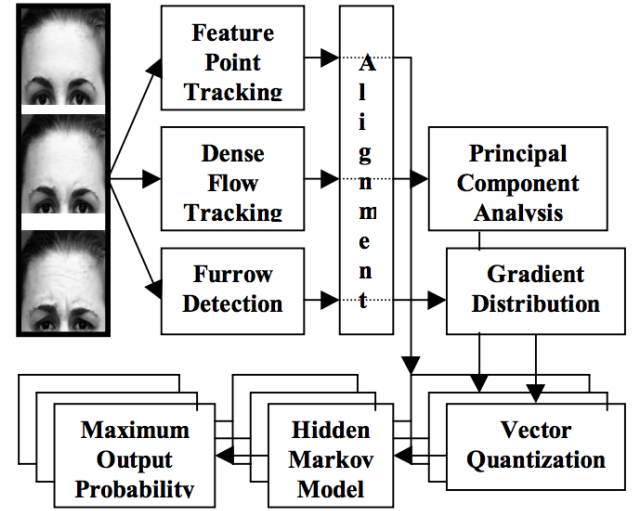 Feature
Point
Tracking
Dense
Flow
Tracking
Furrow
Detection
Alignment
Principal
Component
Analysis
Gradient
Distribution
Vector
Quantization
Hidden
Markov
Model
Maximum
Output
Probability